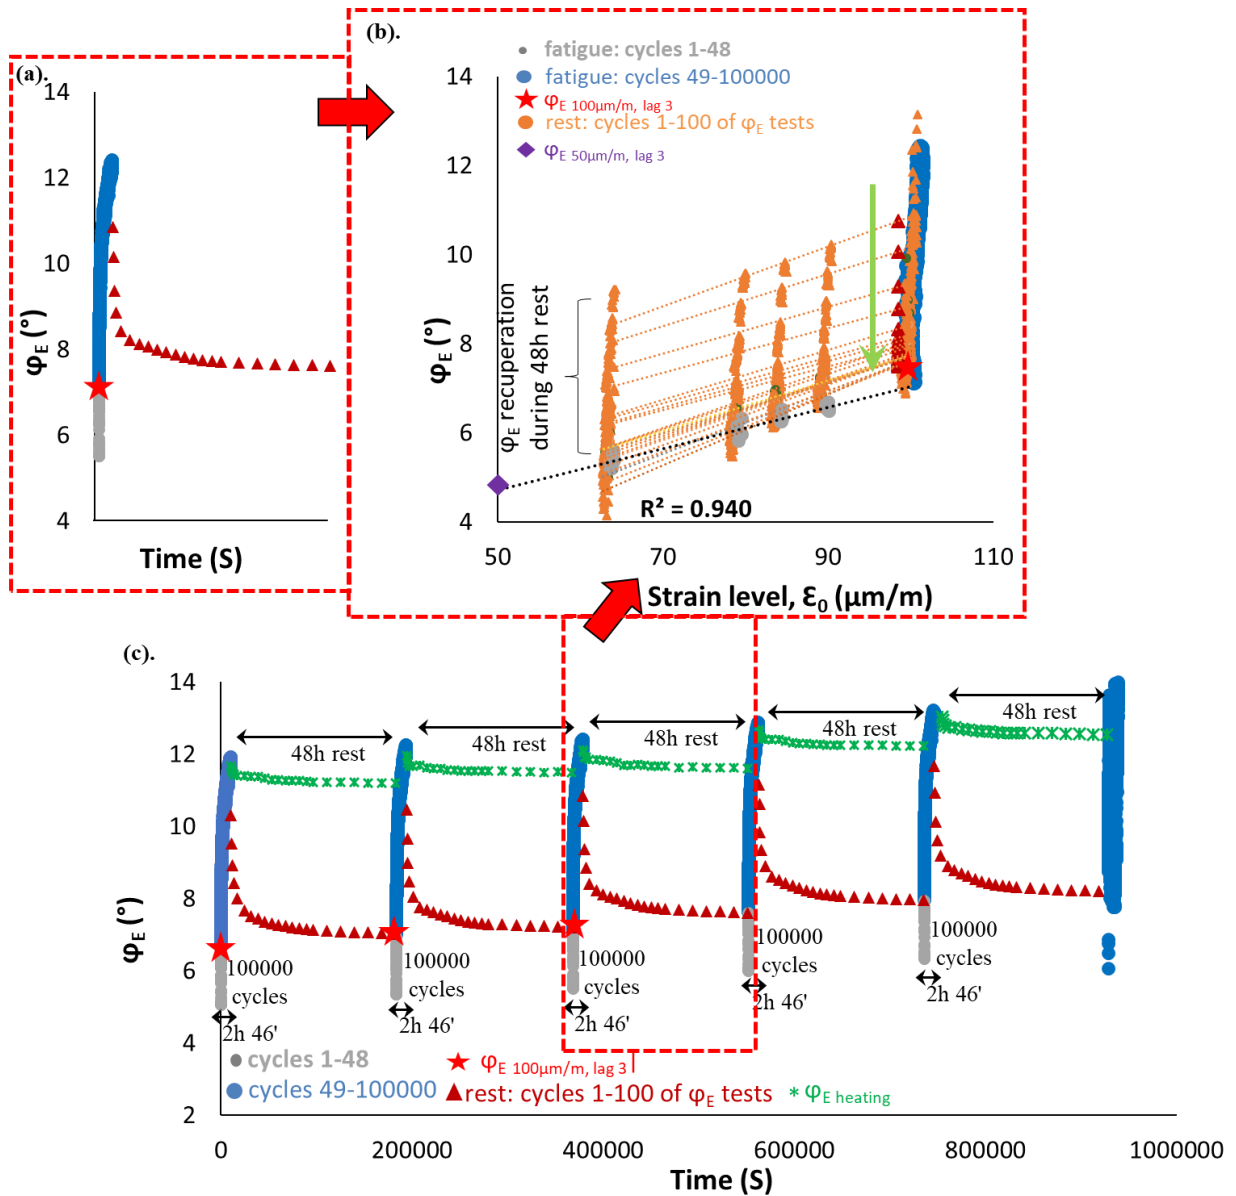 (a).
14
12
10
8
6
4
φE (°)
Time (S)
(b).
fatigue: cycles 1-48
fatigue: cycles 49-100000
φE 100µm/m, lag 3
rest: cycles 1-100 of φE tests
φE 50µm/m, lag 3
14
12
10
8
6
4
φE (°)
φE recuperation
during 48h rest
R² = 0.940
50
70
90
110
Strain level, Ɛ0 (µm/m)
(c).
14
12
10
8
6
4
2
φE (°)
48h rest
48h rest
48h rest
48h rest
48h rest
100000
cycles
2h 46'
100000
cycles
2h 46'
100000
cycles
2h 46'
100000
cycles
2h 46'
100000
cycles
2h 46'
cycles 1-48
φE 100µm/m, lag 3
cycles 49-100000
rest: cycles 1-100 of φE tests
φE heating
0
200000
400000
600000
800000
1000000
Time (S)